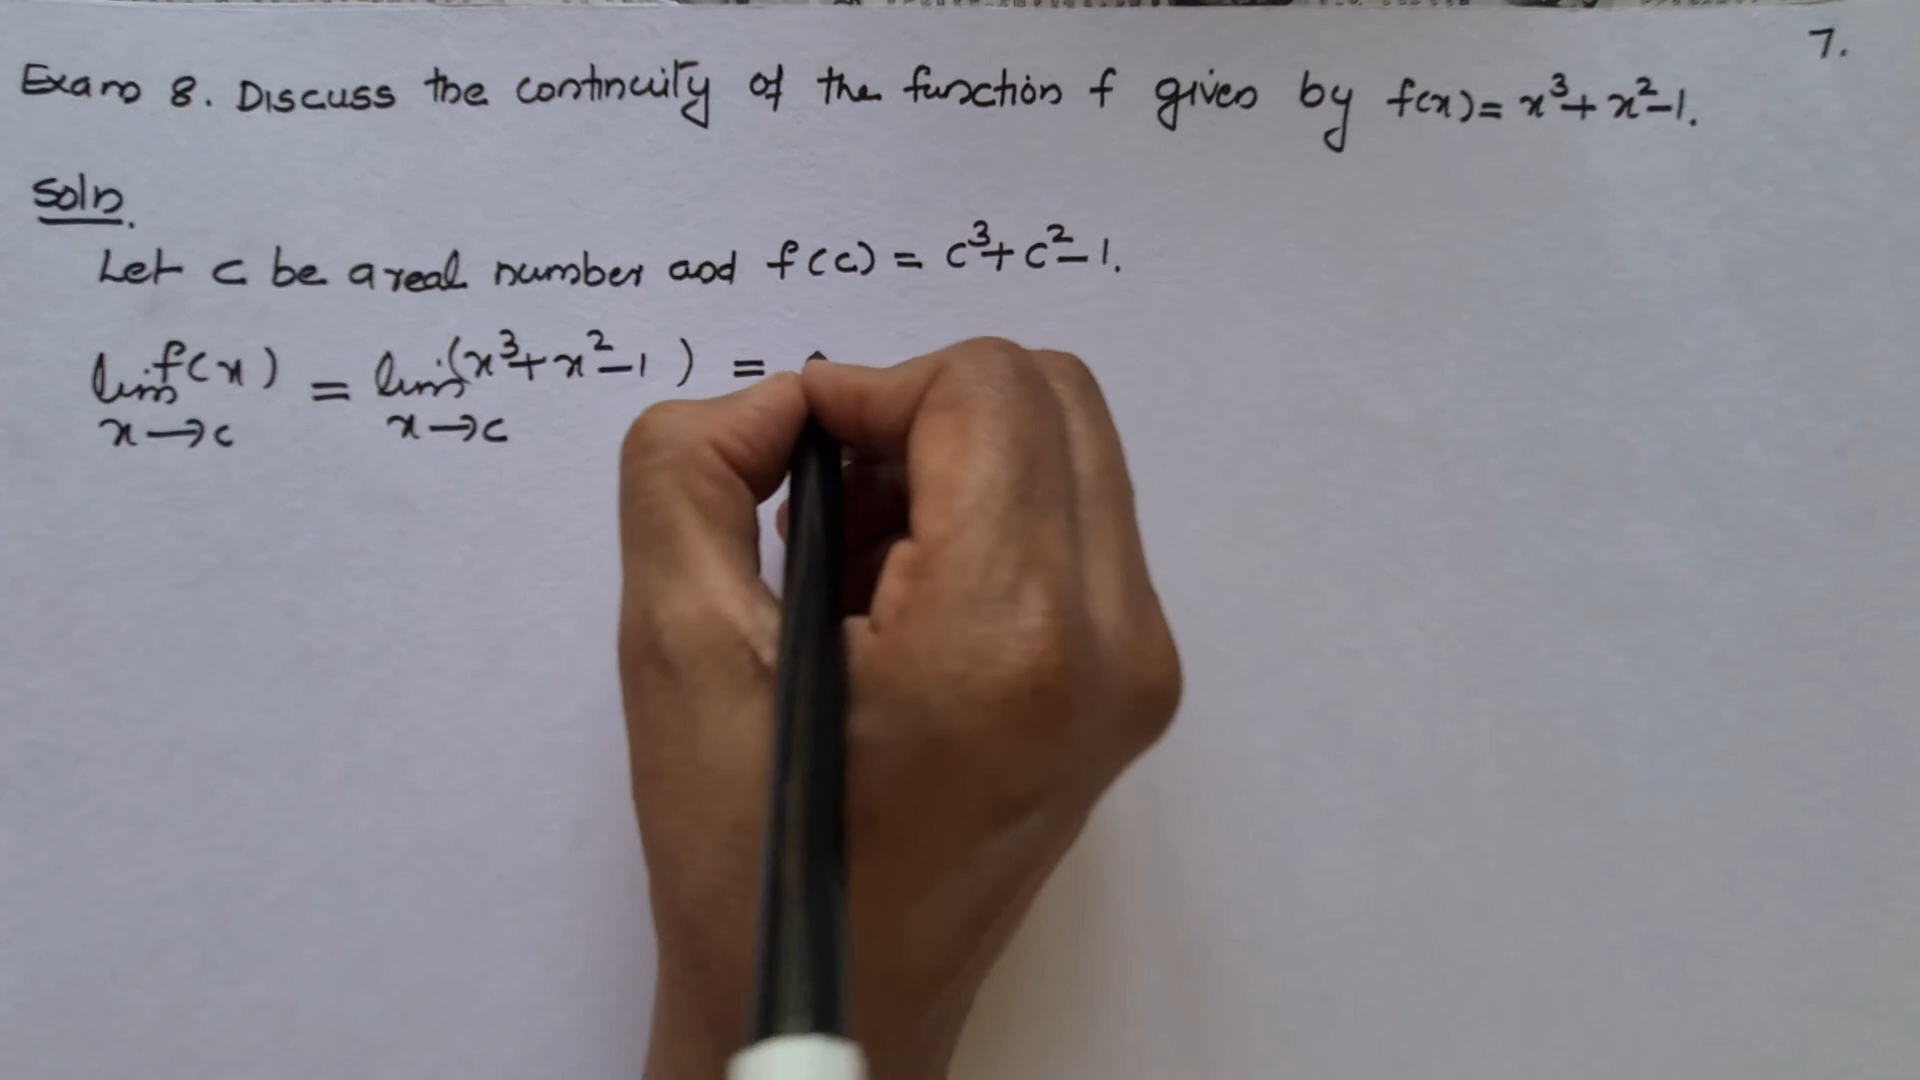 7.
Exam 8. Discuss the continuity of the function f given by f(x) = x³ + x² - 1.
Soln.
Let c be a real number and f(c) = c³ + c² - 1.
lim f(x) = lim (x³ + x² - 1) =
x→c x→c